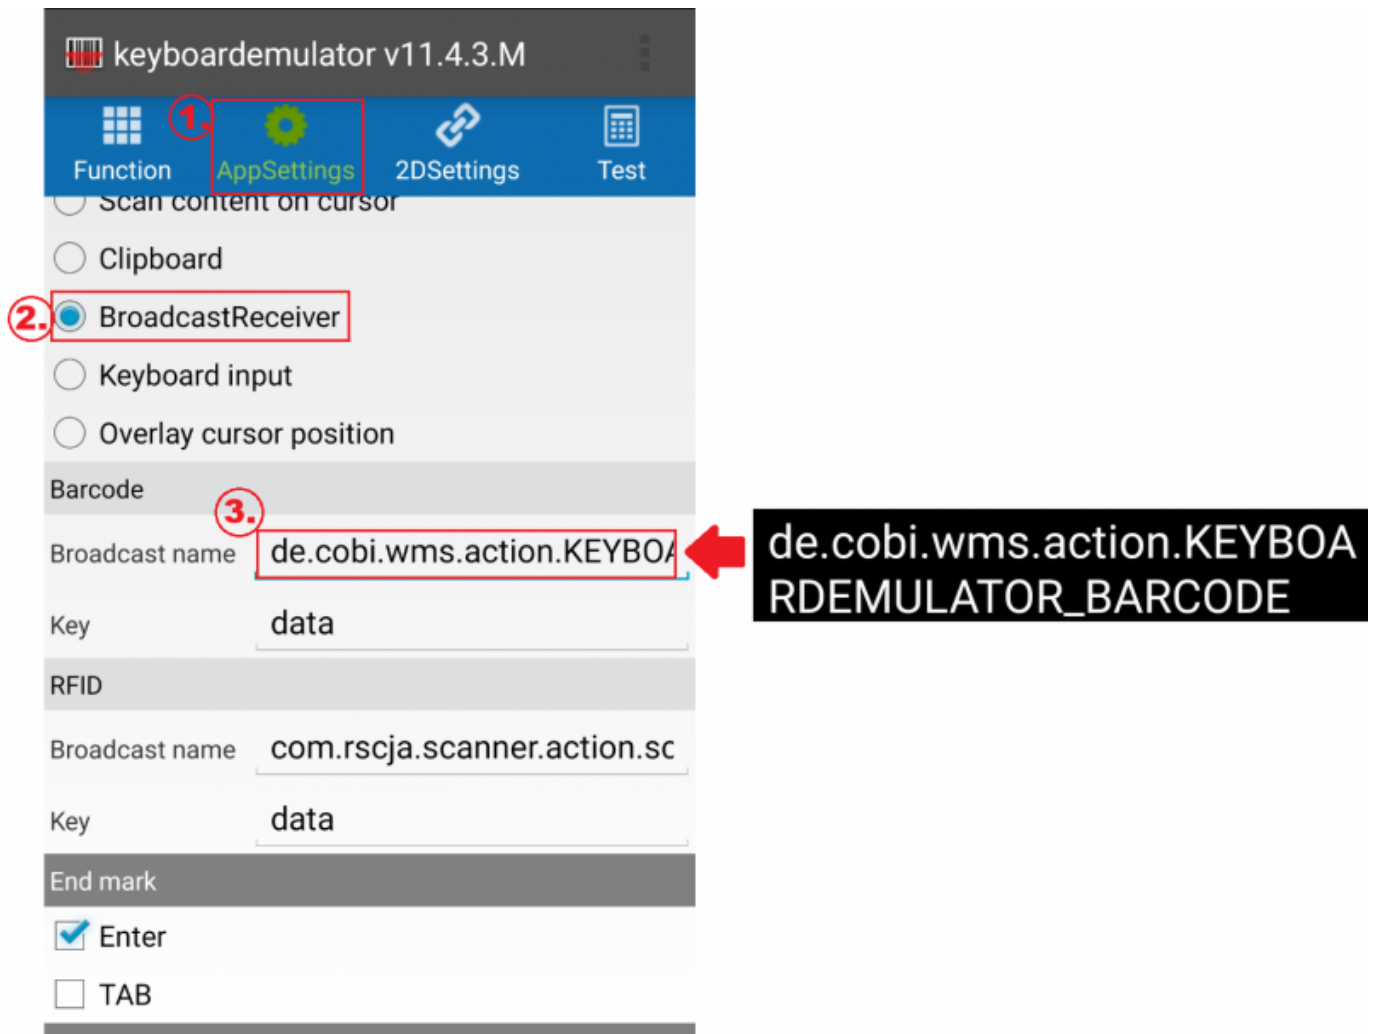 keyboardemulator v11.4.3.M
1.
Function AppSettings 2DSettings Test
Scan content on cursor
Clipboard
2. BroadcastReceiver
Keyboard input
Overlay cursor position
Barcode
3.
Broadcast name de.cobi.wms.action.KEYBOA
de.cobi.wms.action.KEYBOA
RDEMULATOR_BARCODE
Key data
RFID
Broadcast name com.rscja.scanner.action.sc
Key data
End mark
Enter
TAB